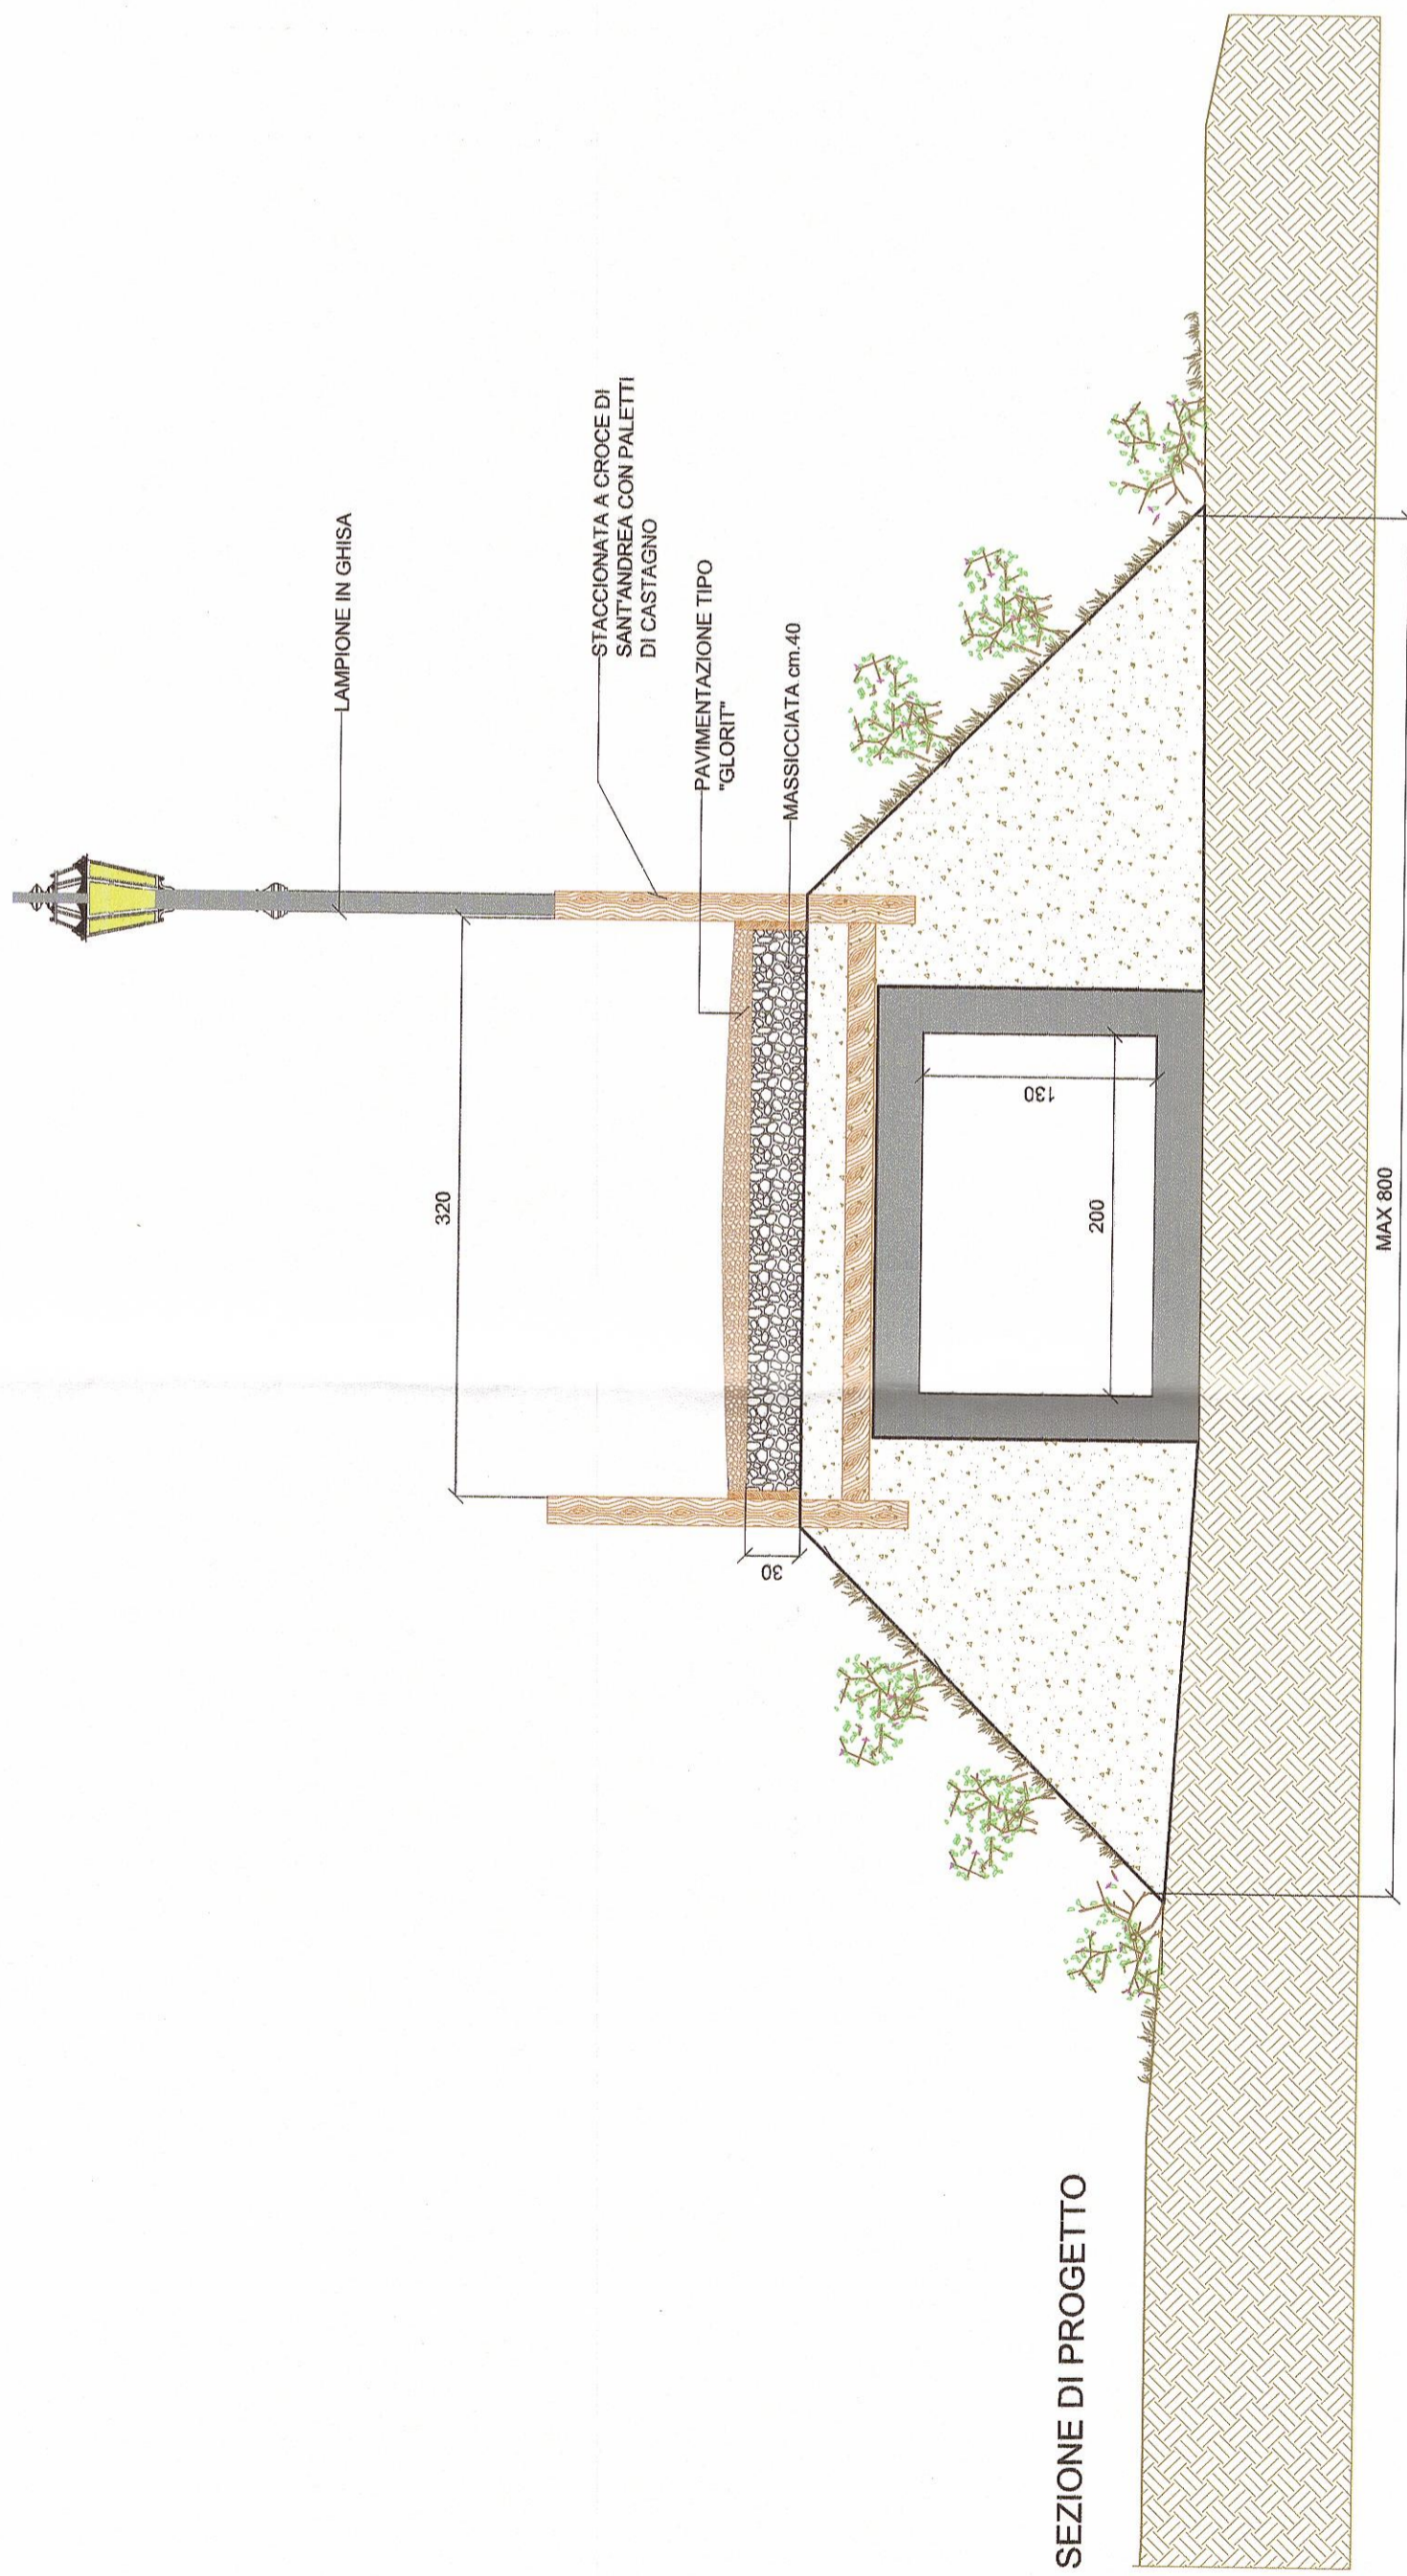 LAMPIONE IN GHISA
STACCIONATA A CROCE DI
SANT'ANDREA CON PALETTI
DI CASTAGNO
320
PAVIMENTAZIONE TIPO
"GLORIT"
MASSICCIATA cm.40
30
130
200
MAX 800
SEZIONE DI PROGETTO